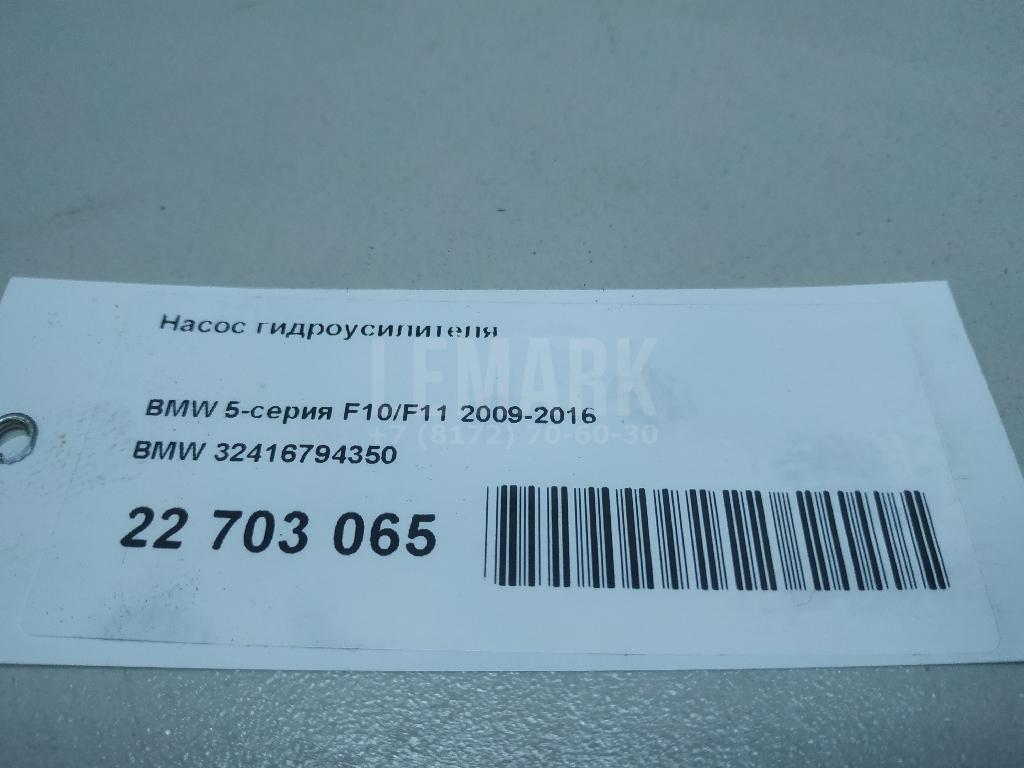 Насос гидроусилителя
LEMARK
BMW 5-серия F10/F11 2009-2016
+7 (8172) 70-60-30
BMW 32416794350
22 703 065